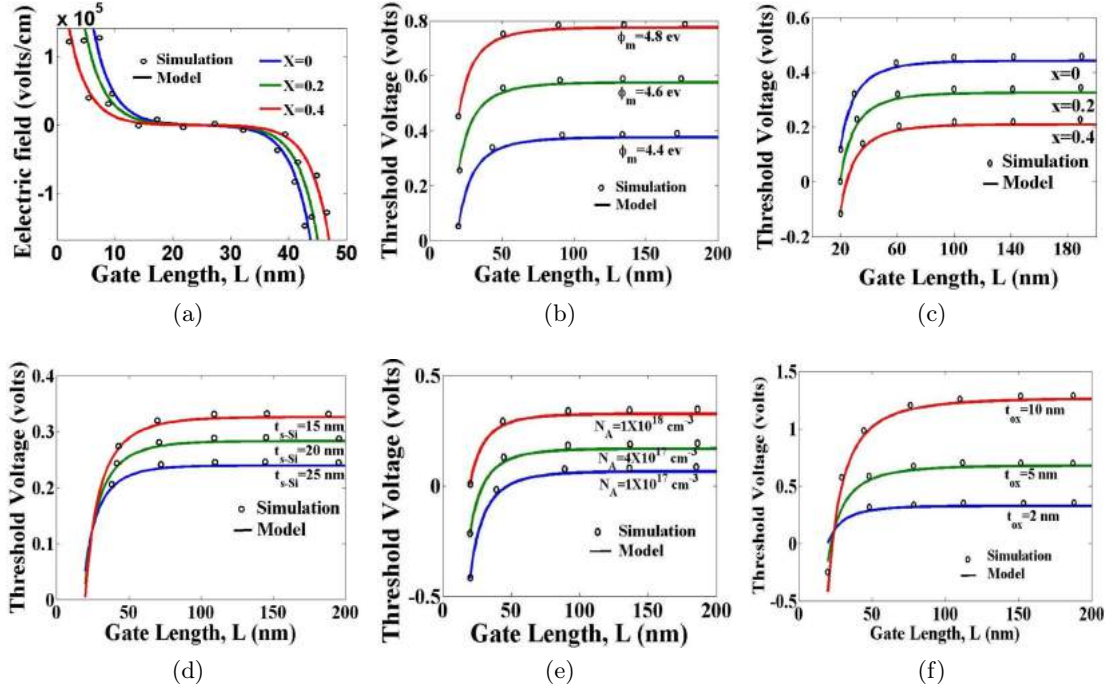 x 10^5
Eelectric field (volts/cm)
1
0
-1
Simulation
Model
X=0
X=0.2
X=0.4
0 10 20 30 40 50
Gate Length, L (nm)
(a)
Threshold Voltage (volts)
0.8
0.6
0.4
0.2
0
ϕm=4.8 ev
ϕm=4.6 ev
ϕm=4.4 ev
Simulation
Model
0 50 100 150 200
Gate Length, L (nm)
(b)
Threshold Voltage (volts)
0.6
0.4
0.2
0
-0.2
x=0
x=0.2
x=0.4
Simulation
Model
20 60 100 140 180
Gate Length, L (nm)
(c)
Threshold Voltage (volts)
0.4
0.3
0.2
0.1
0
ts-Si=15 nm
ts-Si=20 nm
ts-Si=25 nm
Simulation
Model
0 50 100 150 200
Gate Length, L (nm)
(d)
Threshold Voltage (volts)
0.5
0
-0.5
NA=1X10^18 cm^-3
NA=4X10^17 cm^-3
NA=1X10^17 cm^-3
Simulation
Model
0 50 100 150 200
Gate Length, L (nm)
(e)
Threshold Voltage (volts)
1.5
1
0.5
0
-0.5
tox=10 nm
tox=5 nm
tox=2 nm
Simulation
Model
0 50 100 150 200
Gate Length, L (nm)
(f)